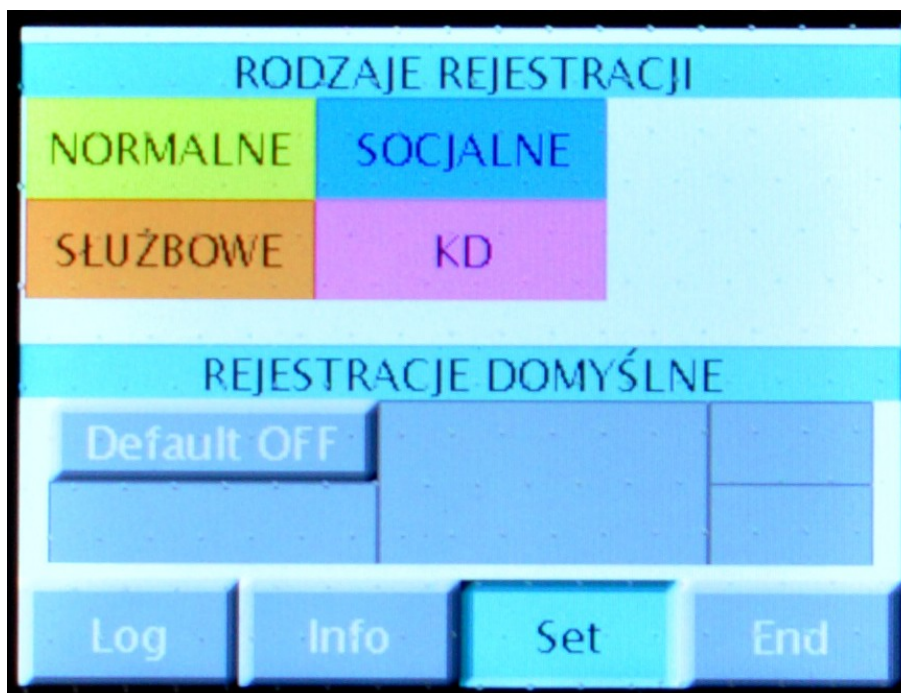 RODZAJE REJESTRACJI
NORMALNE SOCJALNE
SŁUŻBOWE KD
REJESTRACJE DOMYŚLNE
Default OFF
Log Info Set End